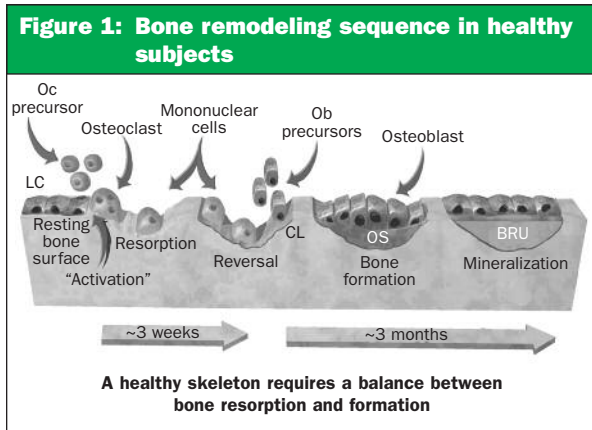 Figure 1: Bone remodeling sequence in healthy
subjects
Oc
precursor
Osteoclast
Mononuclear
cells
Ob
precursors
Osteoblast
LC
Resting
bone
surface
"Activation"
Resorption
Reversal
CL
OS
Bone
formation
BRU
Mineralization
~3 weeks
~3 months
A healthy skeleton requires a balance between
bone resorption and formation